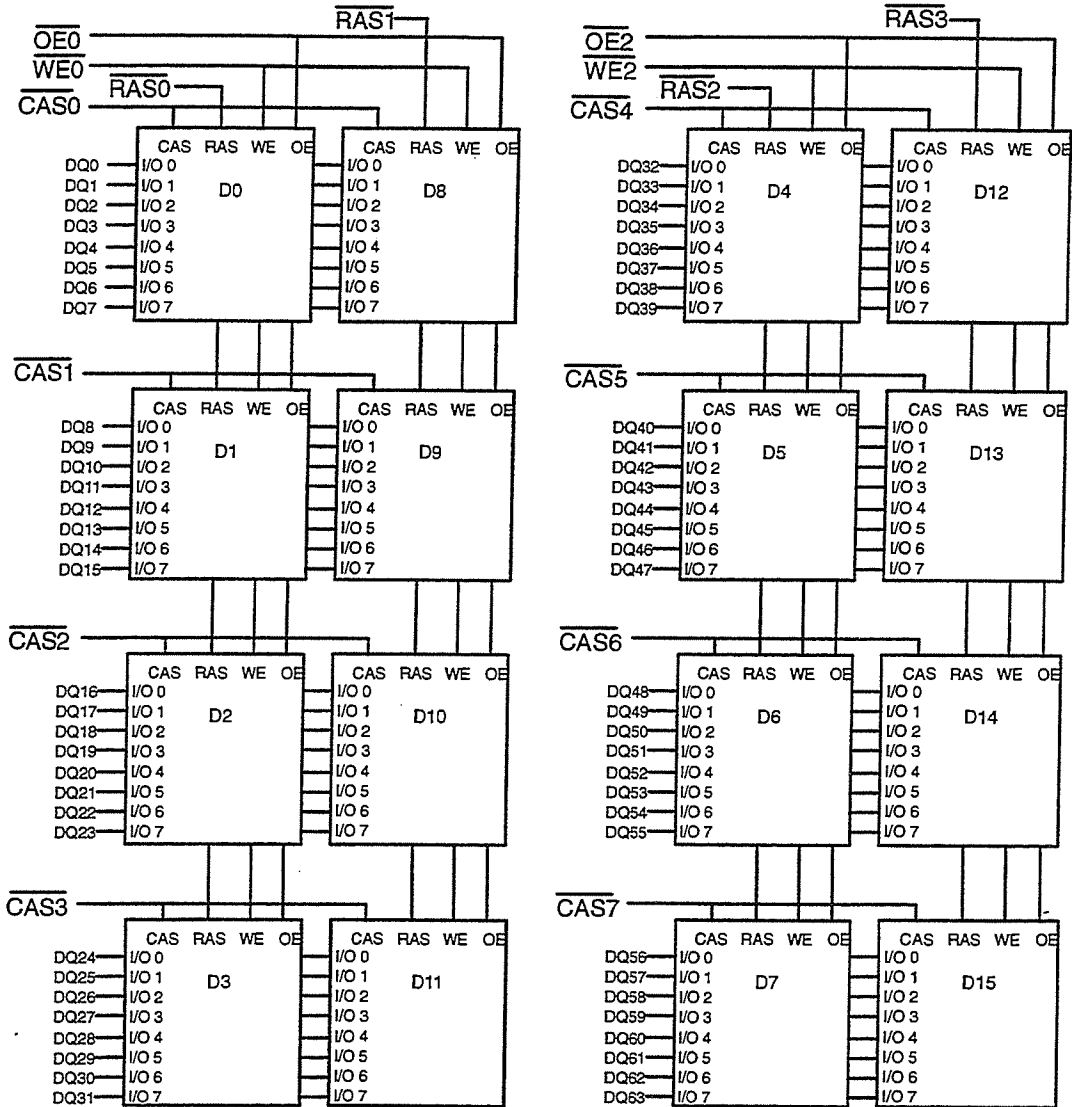 RAS1
OE0
WE0
RAS0
CAS0
CAS RAS WE OE
CAS RAS WE OE
DQ0 I/O 0 I/O 0
DQ1 I/O 1 I/O 1
D0 D8
DQ2 I/O 2 I/O 2
DQ3 I/O 3 I/O 3
DQ4 I/O 4 I/O 4
DQ5 I/O 5 I/O 5
DQ6 I/O 6 I/O 6
DQ7 I/O 7 I/O 7
CAS1
CAS RAS WE OE
CAS RAS WE OE
DQ8 I/O 0 I/O 0
DQ9 I/O 1 I/O 1
D1 D9
DQ10 I/O 2 I/O 2
DQ11 I/O 3 I/O 3
DQ12 I/O 4 I/O 4
DQ13 I/O 5 I/O 5
DQ14 I/O 6 I/O 6
DQ15 I/O 7 I/O 7
CAS2
CAS RAS WE OE
CAS RAS WE OE
DQ16 I/O 0 I/O 0
DQ17 I/O 1 I/O 1
D2 D10
DQ18 I/O 2 I/O 2
DQ19 I/O 3 I/O 3
DQ20 I/O 4 I/O 4
DQ21 I/O 5 I/O 5
DQ22 I/O 6 I/O 6
DQ23 I/O 7 I/O 7
CAS3
CAS RAS WE OE
CAS RAS WE OE
DQ24 I/O 0 I/O 0
DQ25 I/O 1 I/O 1
D3 D11
DQ26 I/O 2 I/O 2
DQ27 I/O 3 I/O 3
DQ28 I/O 4 I/O 4
DQ29 I/O 5 I/O 5
DQ30 I/O 6 I/O 6
DQ31 I/O 7 I/O 7
RAS3
OE2
WE2
RAS2
CAS4
CAS RAS WE OE
CAS RAS WE OE
DQ32 I/O 0 I/O 0
DQ33 I/O 1 I/O 1
D4 D12
DQ34 I/O 2 I/O 2
DQ35 I/O 3 I/O 3
DQ36 I/O 4 I/O 4
DQ37 I/O 5 I/O 5
DQ38 I/O 6 I/O 6
DQ39 I/O 7 I/O 7
CAS5
CAS RAS WE OE
CAS RAS WE OE
DQ40 I/O 0 I/O 0
DQ41 I/O 1 I/O 1
D5 D13
DQ42 I/O 2 I/O 2
DQ43 I/O 3 I/O 3
DQ44 I/O 4 I/O 4
DQ45 I/O 5 I/O 5
DQ46 I/O 6 I/O 6
DQ47 I/O 7 I/O 7
CAS6
CAS RAS WE OE
CAS RAS WE OE
DQ48 I/O 0 I/O 0
DQ49 I/O 1 I/O 1
D6 D14
DQ50 I/O 2 I/O 2
DQ51 I/O 3 I/O 3
DQ52 I/O 4 I/O 4
DQ53 I/O 5 I/O 5
DQ54 I/O 6 I/O 6
DQ55 I/O 7 I/O 7
CAS7
CAS RAS WE OE
CAS RAS WE OE
DQ56 I/O 0 I/O 0
DQ57 I/O 1 I/O 1
D7 D15
DQ58 I/O 2 I/O 2
DQ59 I/O 3 I/O 3
DQ60 I/O 4 I/O 4
DQ61 I/O 5 I/O 5
DQ62 I/O 6 I/O 6
DQ63 I/O 7 I/O 7